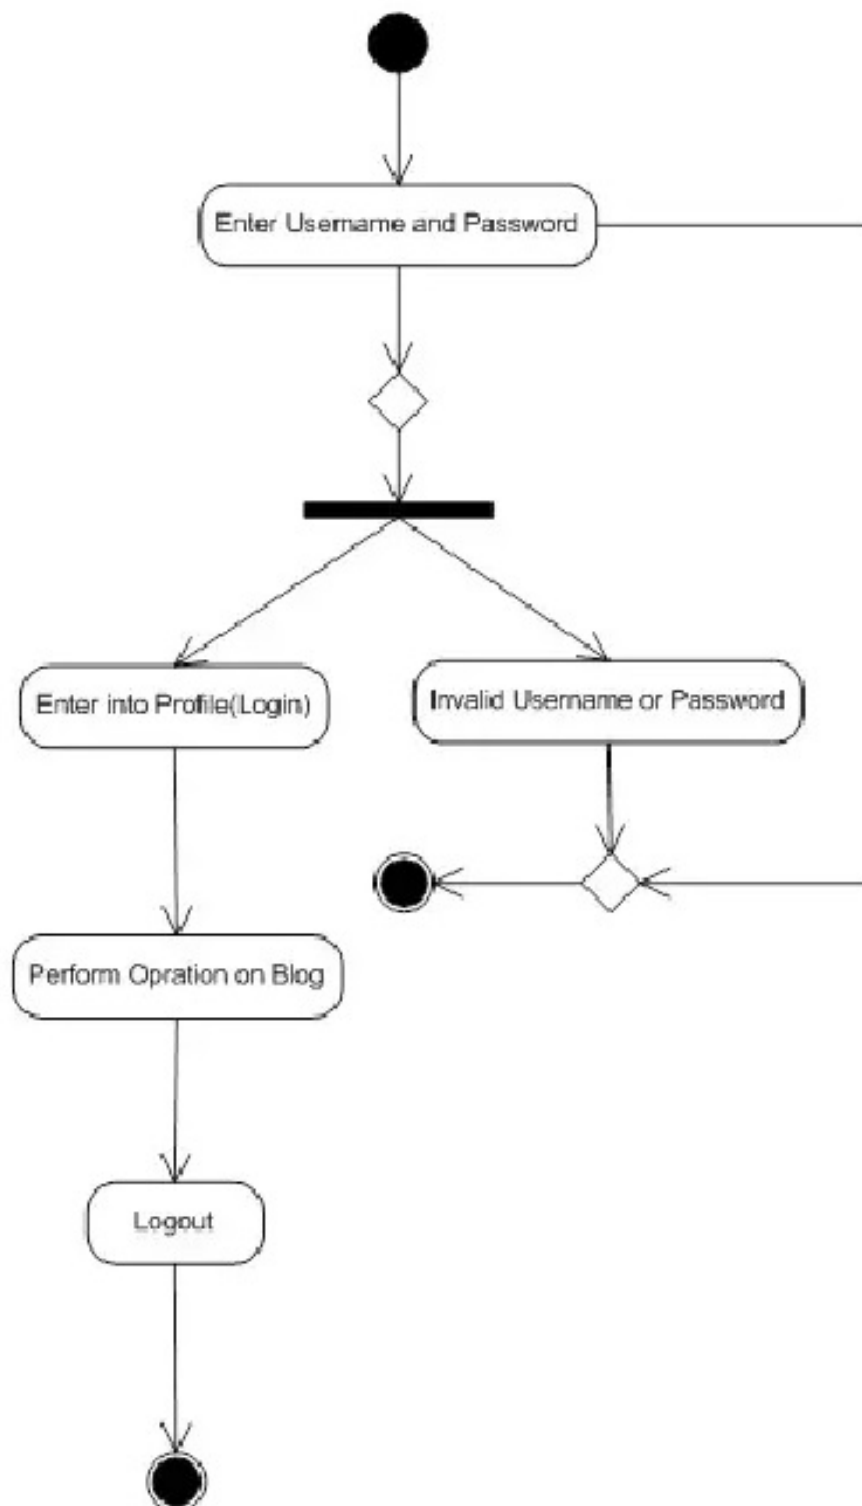 Enter Username and Password
Enter into Profile(Login)
Invalid Username or Password
Perform Opration on Blog
Logout